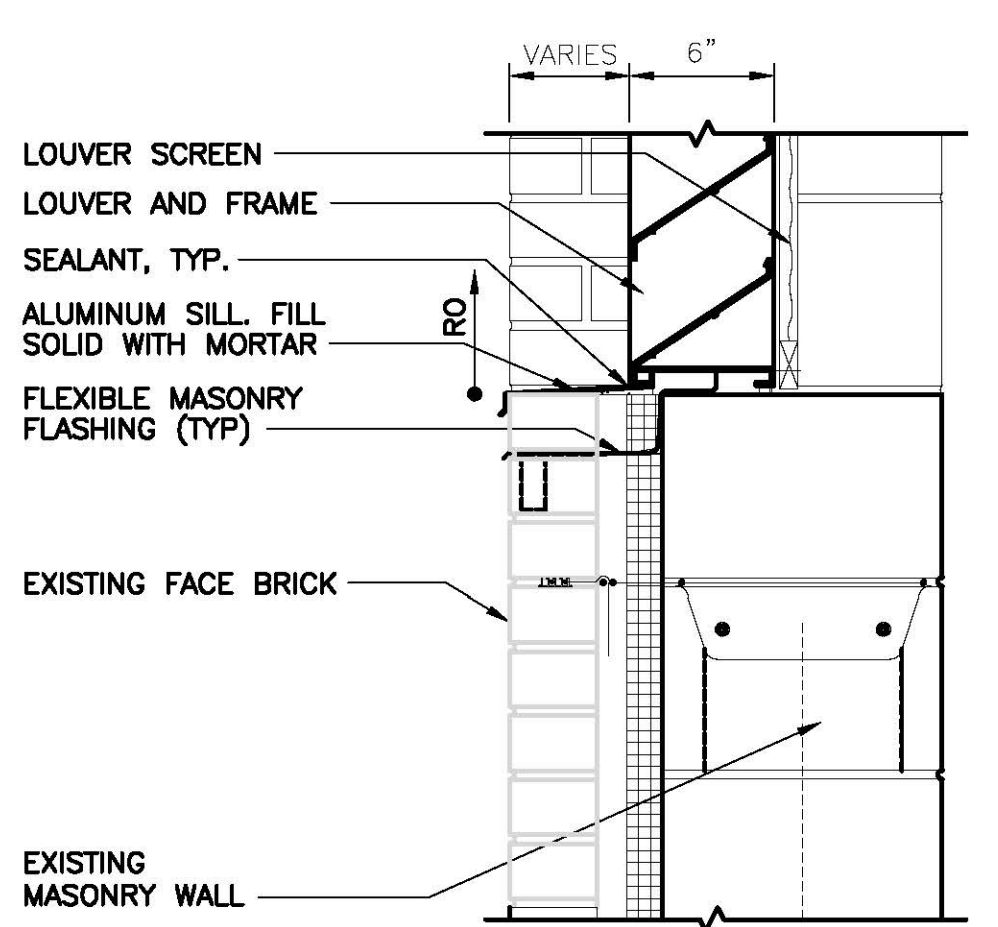 VARIES
6"
LOUVER SCREEN
LOUVER AND FRAME
SEALANT, TYP.
ALUMINUM SILL. FILL
SOLID WITH MORTAR
RO
FLEXIBLE MASONRY
FLASHING (TYP)
EXISTING FACE BRICK
EXISTING
MASONRY WALL